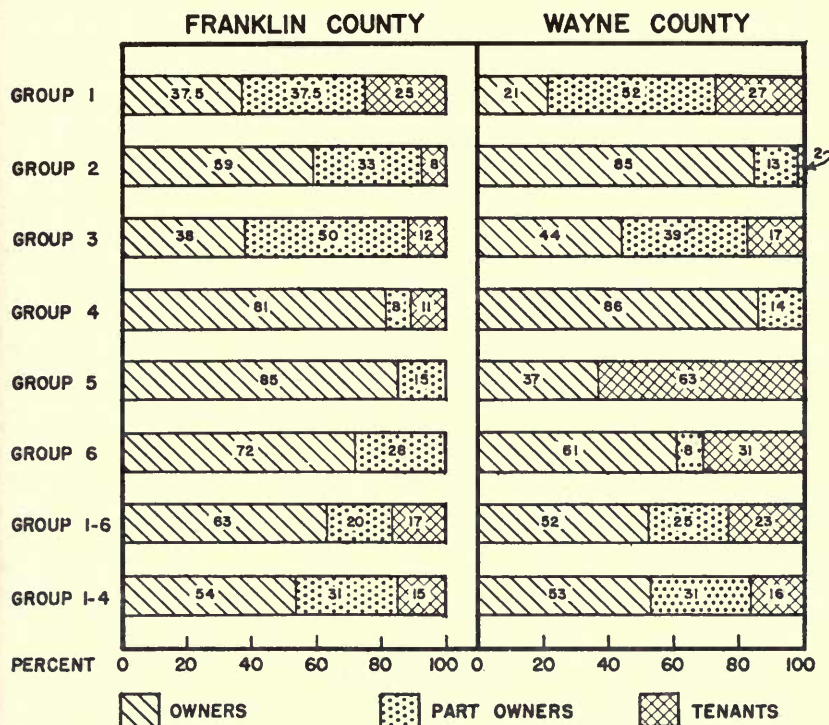 FRANKLIN COUNTY WAYNE COUNTY
GROUP 1 37.5 37.5 25 21 52 27
GROUP 2 59 33 8 85 13 2
GROUP 3 38 50 12 44 39 17
GROUP 4 81 8 11 86 14
GROUP 5 85 15 37 63
GROUP 6 72 28 61 8 31
GROUP 1-6 63 20 17 52 25 23
GROUP 1-4 54 31 15 53 31 16
PERCENT 0 20 40 60 80 100 0 20 40 60 80 100
OWNERS PART OWNERS TENANTS